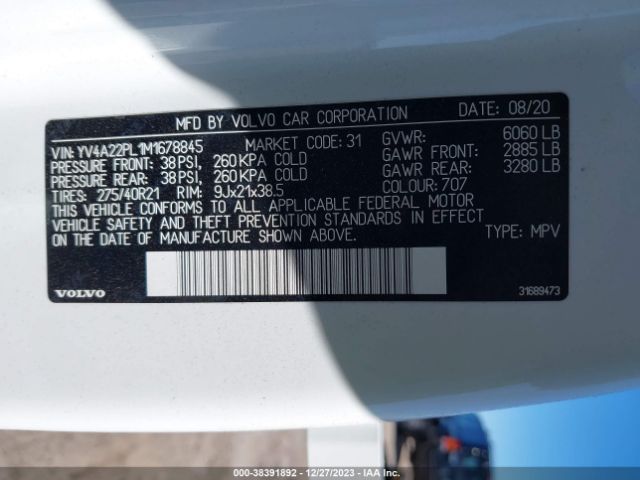 MFD BY VOLVO CAR CORPORATION DATE: 08/20
VIN: YV4A22PL1M1678845 MARKET CODE: 31 GVWR: 6060 LB
PRESSURE FRONT: 38 PSI, 260 KPA COLD GAWR FRONT: 2885 LB
PRESSURE REAR: 38 PSI, 260 KPA COLD GAWR REAR: 3280 LB
TIRES: 275/40R21 RIM: 9Jx21x38.5 COLOUR: 707
THIS VEHICLE CONFORMS TO ALL APPLICABLE FEDERAL MOTOR
VEHICLE SAFETY AND THEFT PREVENTION STANDARDS IN EFFECT
ON THE DATE OF MANUFACTURE SHOWN ABOVE. TYPE: MPV
VOLVO 31689473
000-38391892 — 12/27/2023 — IAA Inc.